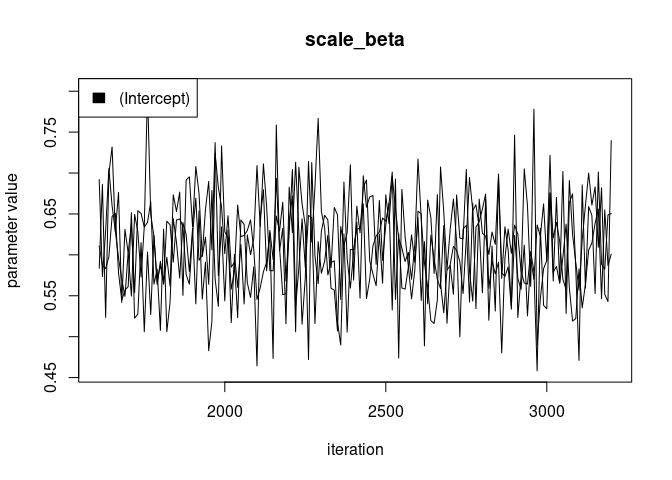 scale_beta
(Intercept)
parameter value
0.75
0.65
0.55
0.45
2000 2500 3000
iteration